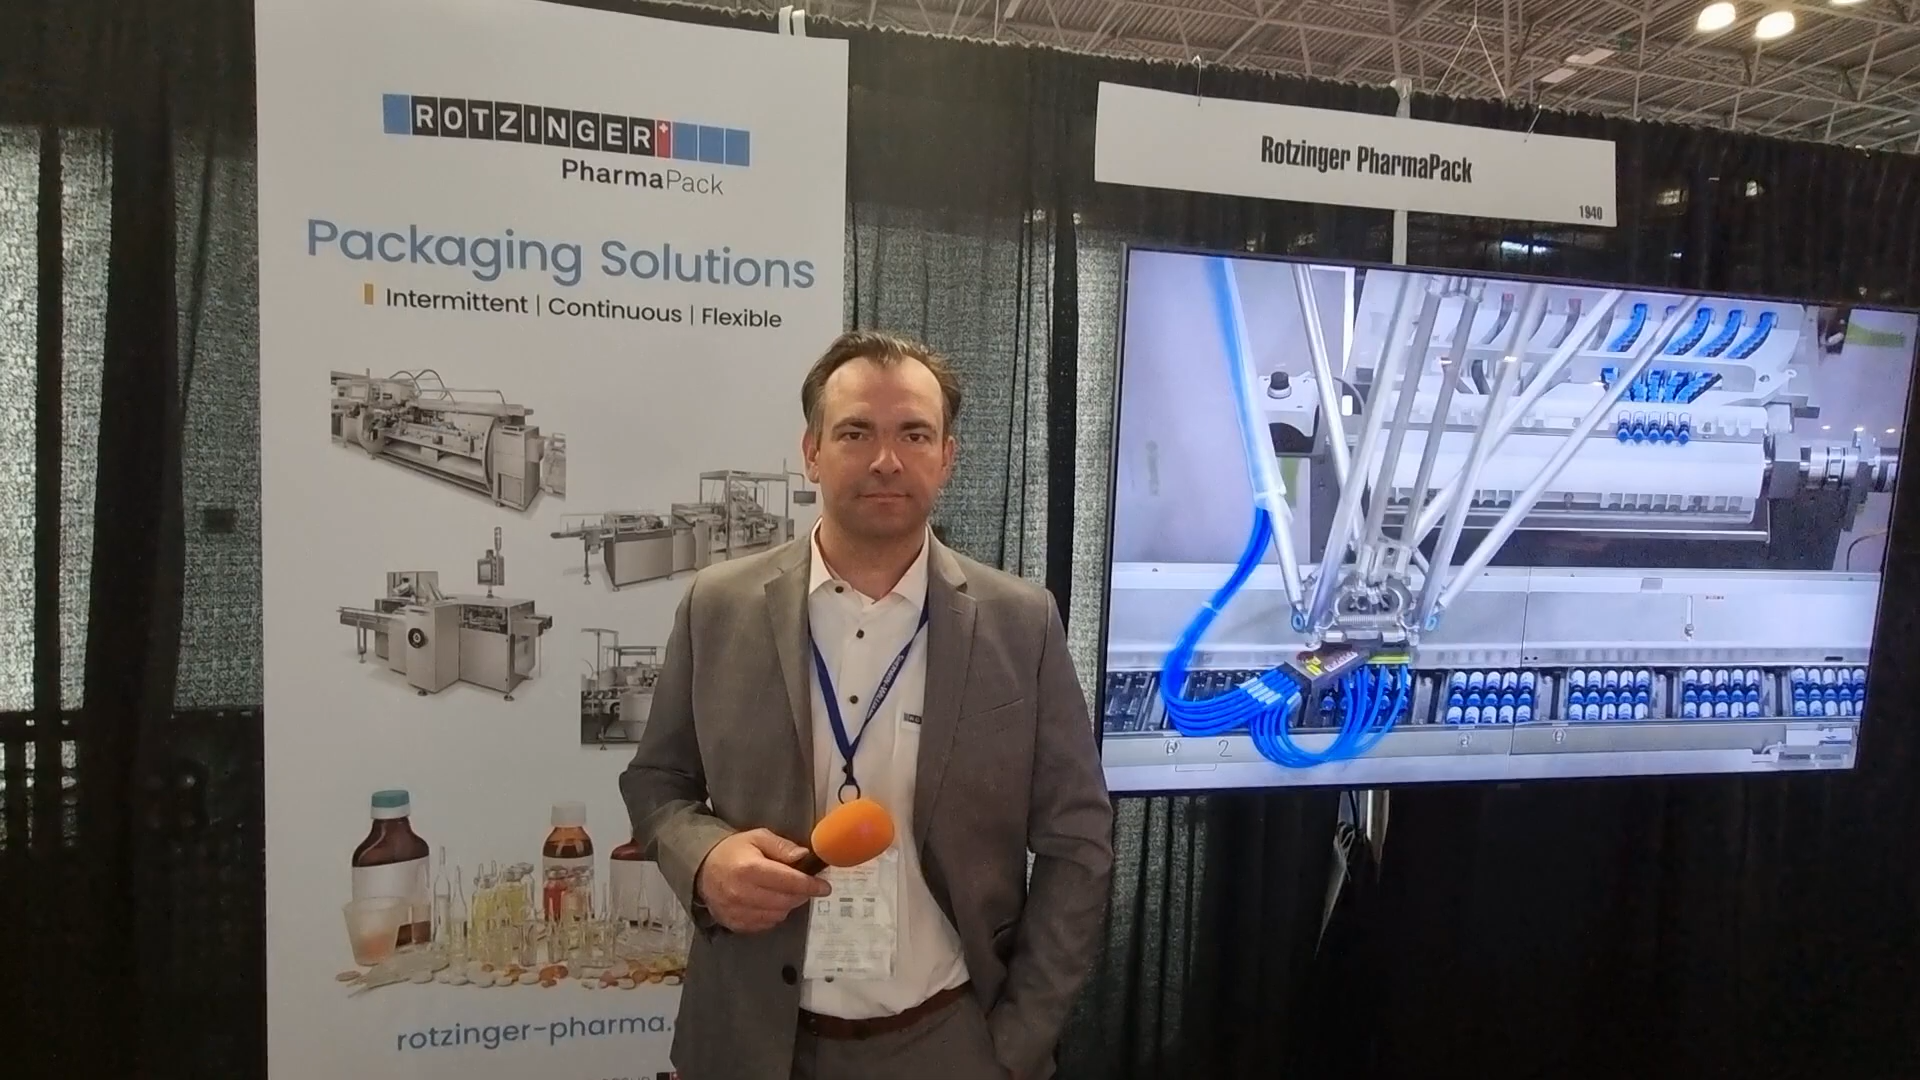 ROTZINGER
PharmaPack
Packaging Solutions
Intermittent | Continuous | Flexible
rotzinger-pharma.
Rotzinger PharmaPack
1940
2